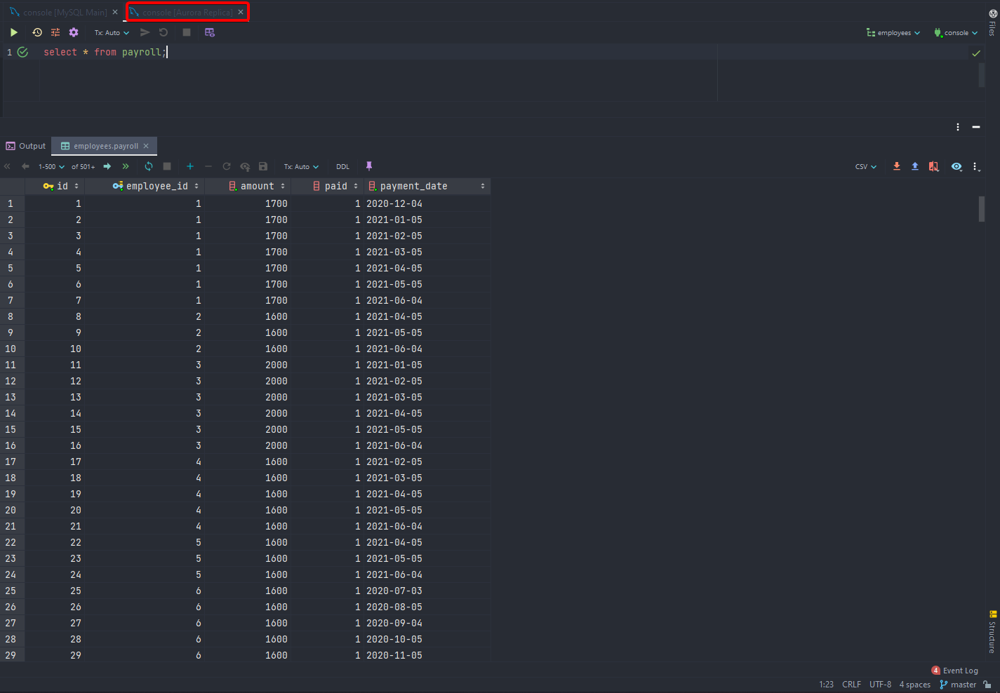 console [MySQL Main] console [Aurora Replica]
Tx: Auto employees console
1 select * from payroll;
Output employees.payroll
1-500 of 501+ Tx: Auto DDL CSV
id employee_id amount paid payment_date
1 1 1 1700 1 2020-12-04
2 2 1 1700 1 2021-01-05
3 3 1 1700 1 2021-02-05
4 4 1 1700 1 2021-03-05
5 5 1 1700 1 2021-04-05
6 6 1 1700 1 2021-05-05
7 7 1 1700 1 2021-06-04
8 8 2 1600 1 2021-04-05
9 9 2 1600 1 2021-05-05
10 10 2 1600 1 2021-06-04
11 11 3 2000 1 2021-01-05
12 12 3 2000 1 2021-02-05
13 13 3 2000 1 2021-03-05
14 14 3 2000 1 2021-04-05
15 15 3 2000 1 2021-05-05
16 16 3 2000 1 2021-06-04
17 17 4 1600 1 2021-02-05
18 18 4 1600 1 2021-03-05
19 19 4 1600 1 2021-04-05
20 20 4 1600 1 2021-05-05
21 21 4 1600 1 2021-06-04
22 22 5 1600 1 2021-04-05
23 23 5 1600 1 2021-05-05
24 24 5 1600 1 2021-06-04
25 25 6 1600 1 2020-07-03
26 26 6 1600 1 2020-08-05
27 27 6 1600 1 2020-09-04
28 28 6 1600 1 2020-10-05
29 29 6 1600 1 2020-11-05
Files
Structure
4 Event Log
1:23 CRLF UTF-8 4 spaces master